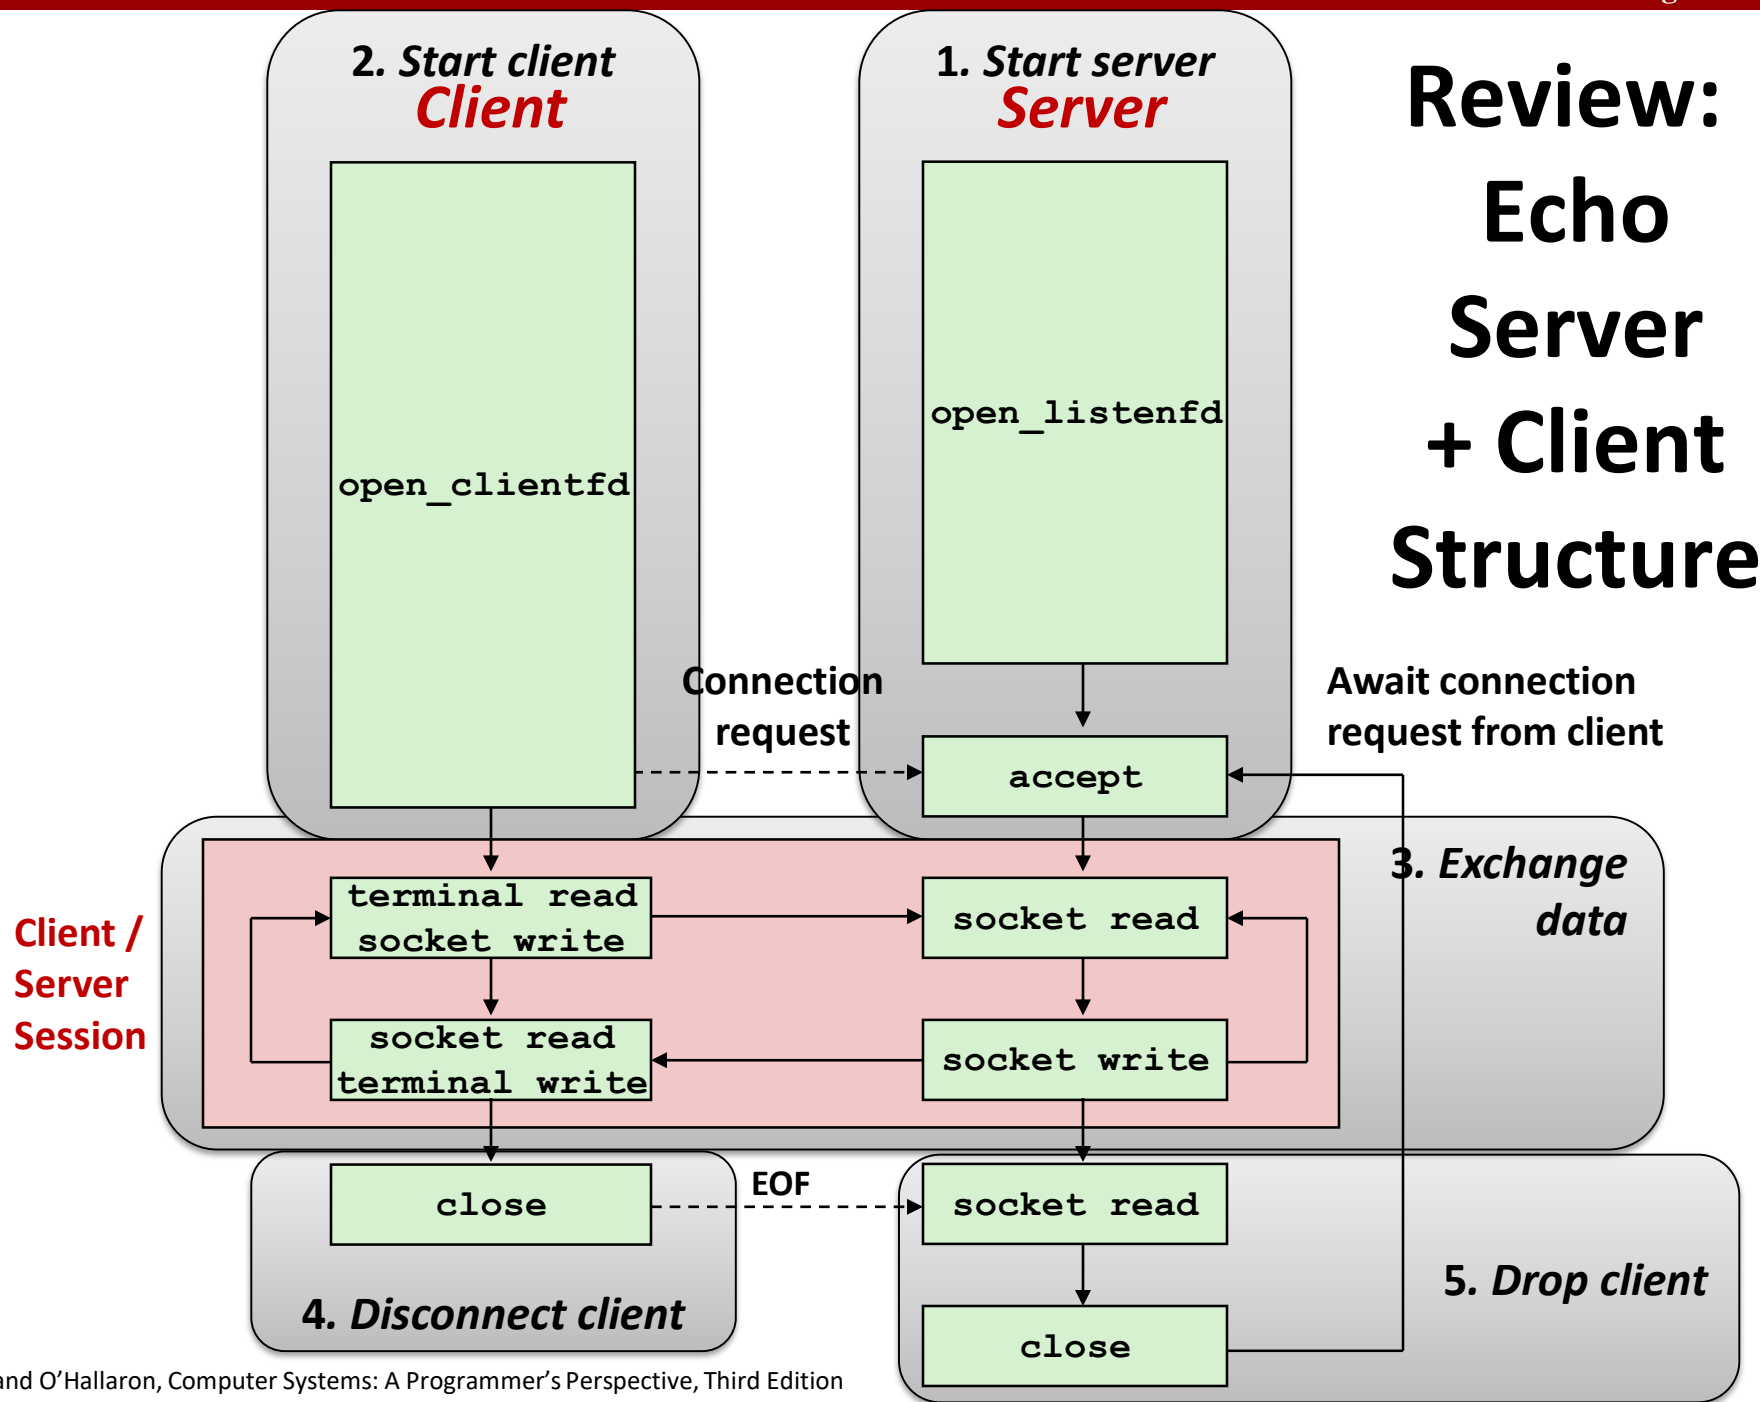 2. Start client
Client
1. Start server
Server
Review:
Echo
Server
+ Client
Structure
open_listenfd
open_clientfd
Connection
request
Await connection
request from client
accept
3. Exchange
data
Client /
Server
Session
terminal read
socket write
socket read
socket read
terminal write
socket write
close
EOF
socket read
4. Disconnect client
5. Drop client
close
and O’Hallaron, Computer Systems: A Programmer’s Perspective, Third Edition